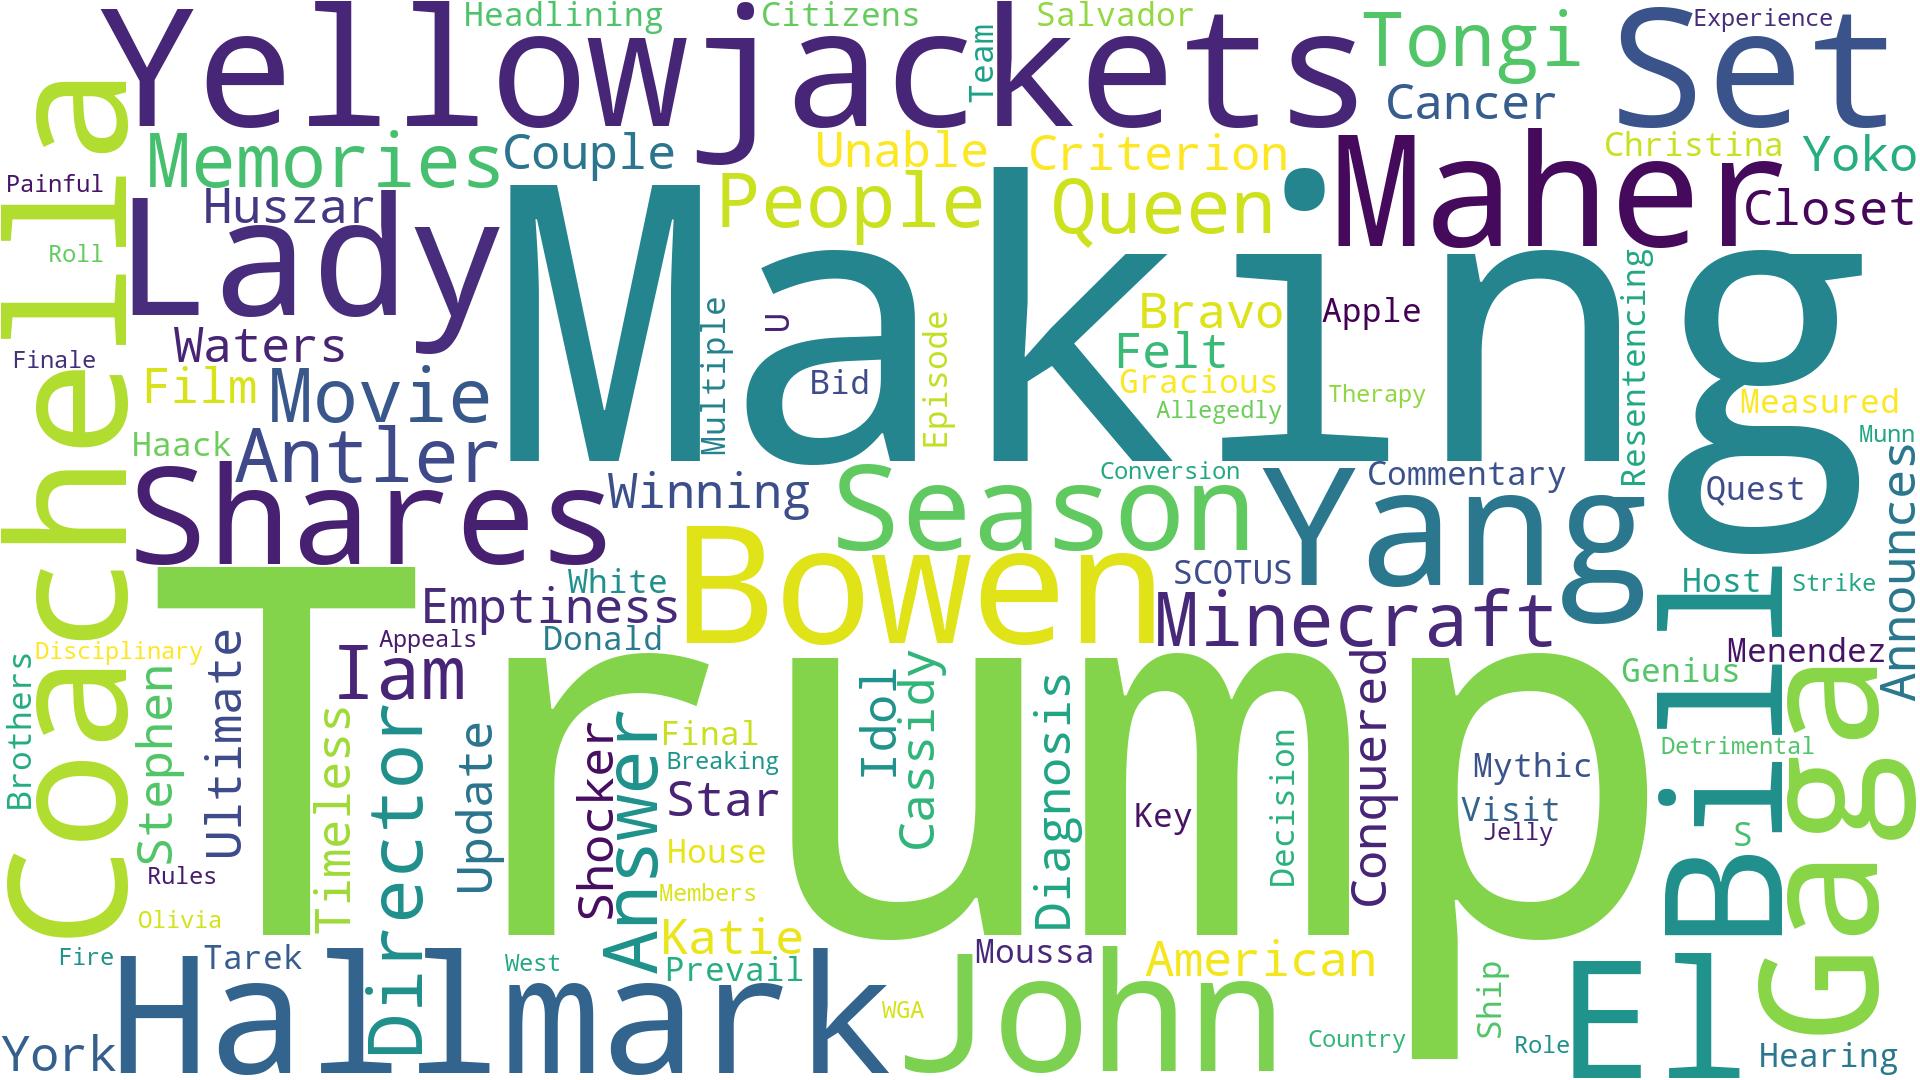 Headlining
Citizens
Salvador
Experience
Yellowjackets
Team
Tongi
Set
Cancer
Memories
Couple
Unable
Criterion
Maher
Christina
Yoko
Painful
Huszar
People
Queen
Closet
Coachella
Roll
Lady
Making
Resentencing
Waters
Multiple
U
Episode
Bravo
Apple
Felt
Finale
Film
Movie
Bid
Gracious
Allegedly
Therapy
Measured
Haack
Antler
Munn
Shares
Winning
Season
Conversion
Yang
Commentary
Quest
Announces
White
Emptiness
Bowen
SCOTUS
Minecraft
Host
Strike
Bill
Disciplinary
Appeals
Donald
Iam
Menendez
Genius
Brothers
Stephen
Ultimate
Timeless
Director
Update
Shocker
Answer
Trump
Final
Breaking
Star
Idol
Cassidy
Diagnosis
Key
Decision
Conquered
Mythic
Visit
Jelly
Detrimental
S
Gaga
House
Rules
Members
Olivia
Katie
Fire
Tarek
West
Prevail
Moussa
American
Hallmark
WGA
John
Ship
El
York
Country
Role
Hearing